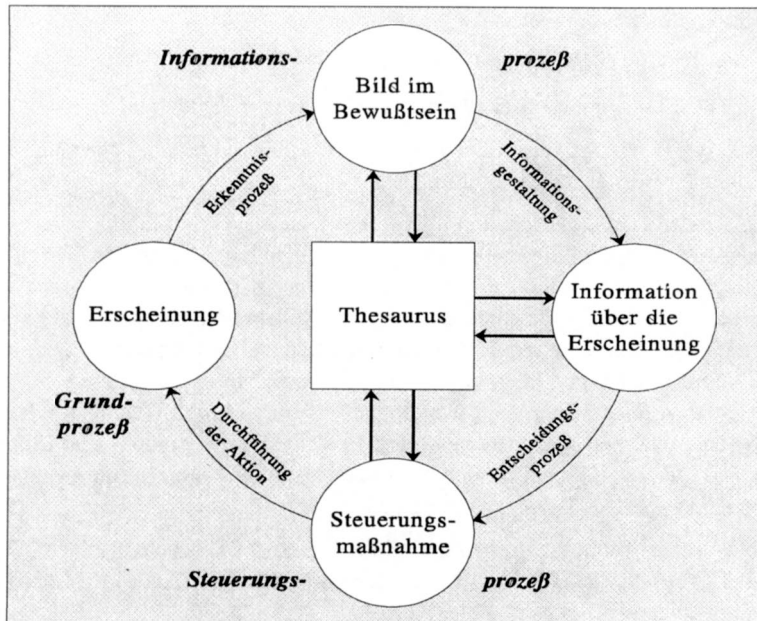 Informations- prozeß
Bild im
Bewußtsein
Erkenntnis-
prozeß
Informations-
gestaltung
Erscheinung
Thesaurus
Information
über die
Erscheinung
Grund-
prozeß
Durchführung
der Aktion
Entscheidungs-
prozeß
Steuerungs-
maßnahme
Steuerungs- prozeß